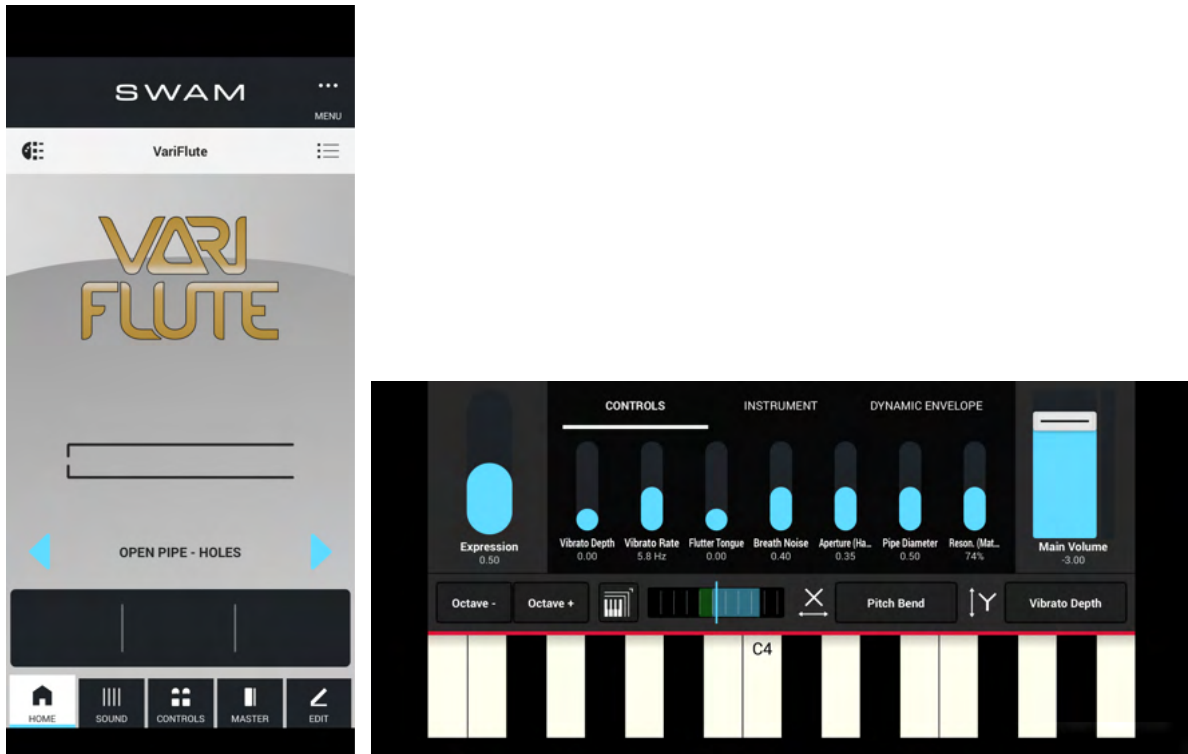 SWAM
MENU
VariFlute
VARI
FLUTE
OPEN PIPE - HOLES
HOME SOUND CONTROLS MASTER EDIT
CONTROLS INSTRUMENT DYNAMIC ENVELOPE
Expression
0.50
Vibrato Depth
0.00
Vibrato Rate
5.8 Hz
Flutter Tongue
0.00
Breath Noise
0.40
Aperture (Ha...
0.35
Pipe Diameter
0.50
Reson. (Mat...
74%
Main Volume
-3.00
Octave - Octave + X Pitch Bend Y Vibrato Depth
C4